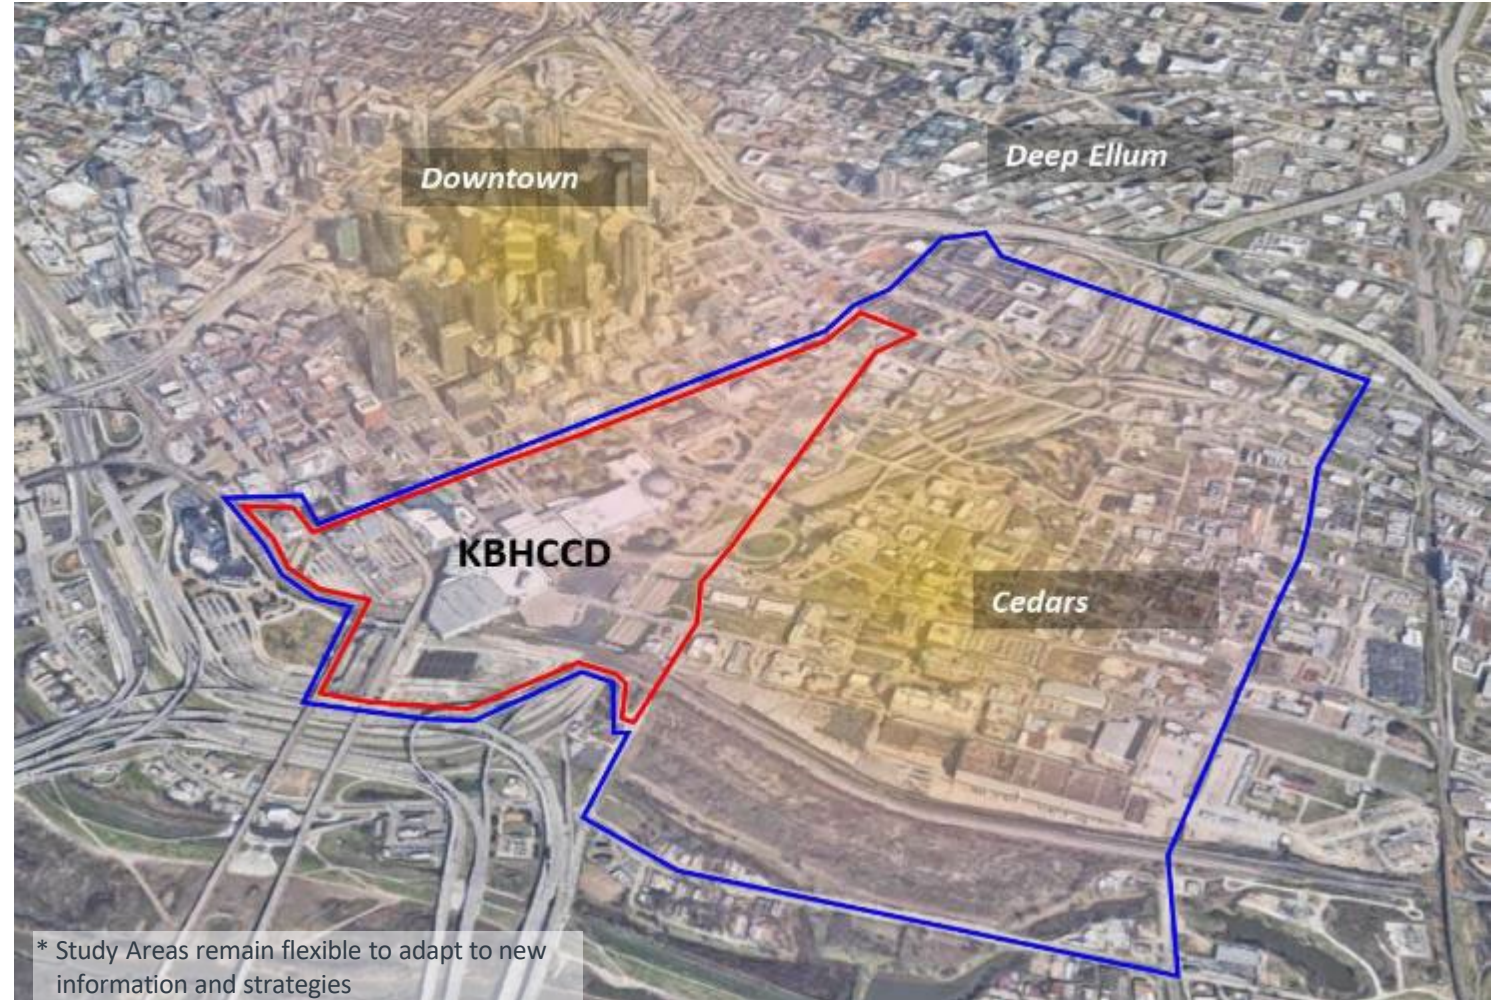 Downtown
Deep Ellum
KBHCCD
Cedars
* Study Areas remain flexible to adapt to new
information and strategies